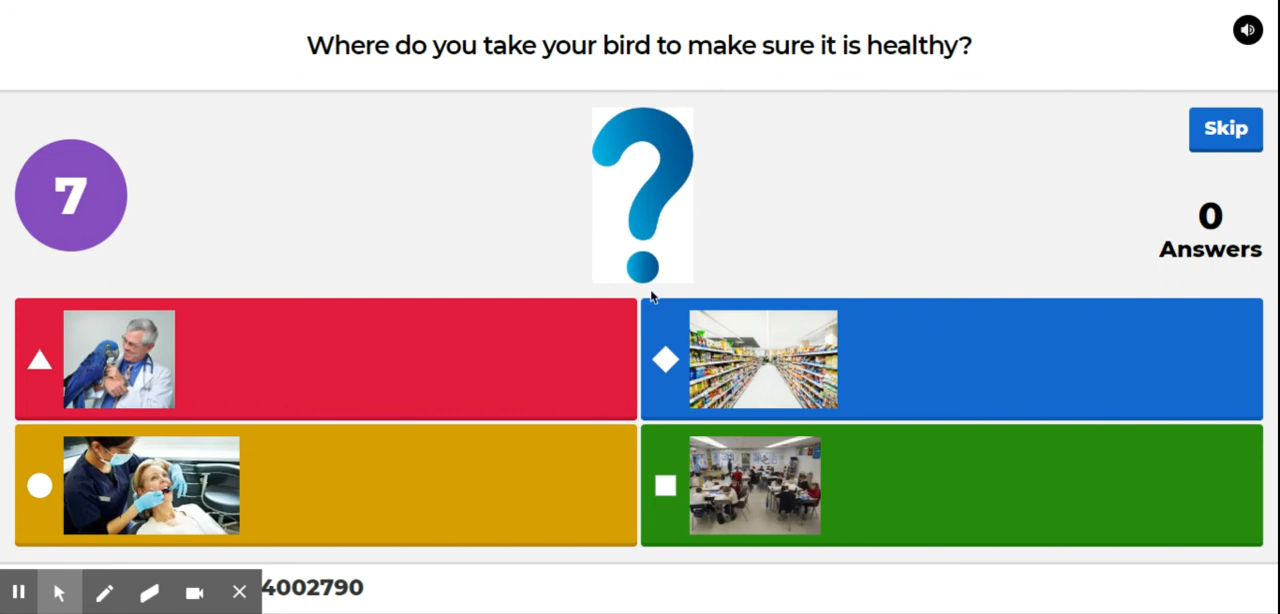 Where do you take your bird to make sure it is healthy?
Skip
7
0
Answers
4002790